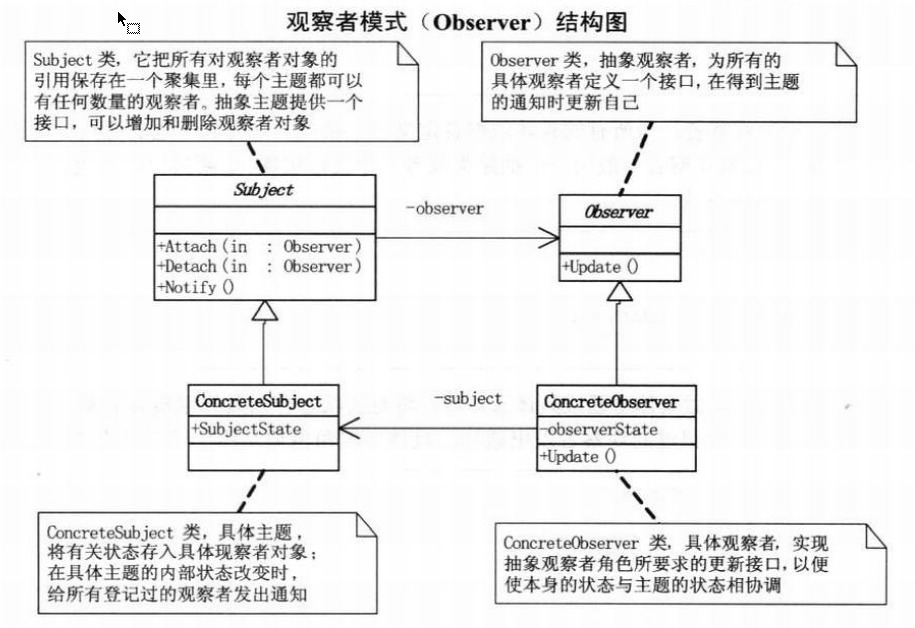 观察者模式（Observer）结构图
Subject 类，它把所有对观察者对象的
引用保存在一个聚集里，每个主题都可以
有任何数量的观察者。抽象主题提供一个
接口，可以增加和删除观察者对象
Observer 类，抽象观察者，为所有的
具体观察者定义一个接口，在得到主题
的通知时更新自己
Subject
+Attach(in : Observer)
+Detach(in : Observer)
+Notify()
-observer
Observer
+Update()
ConcreteSubject
+SubjectState
-subject
ConcreteObserver
-observerState
+Update()
ConcreteSubject 类，具体主题，
将有关状态存入具体现察者对象；
在具体主题的内部状态改变时，
给所有登记过的观察者发出通知
ConcreteObserver 类，具体观察者，实现
抽象观察者角色所要求的更新接口，以便
使本身的状态与主题的状态相协调